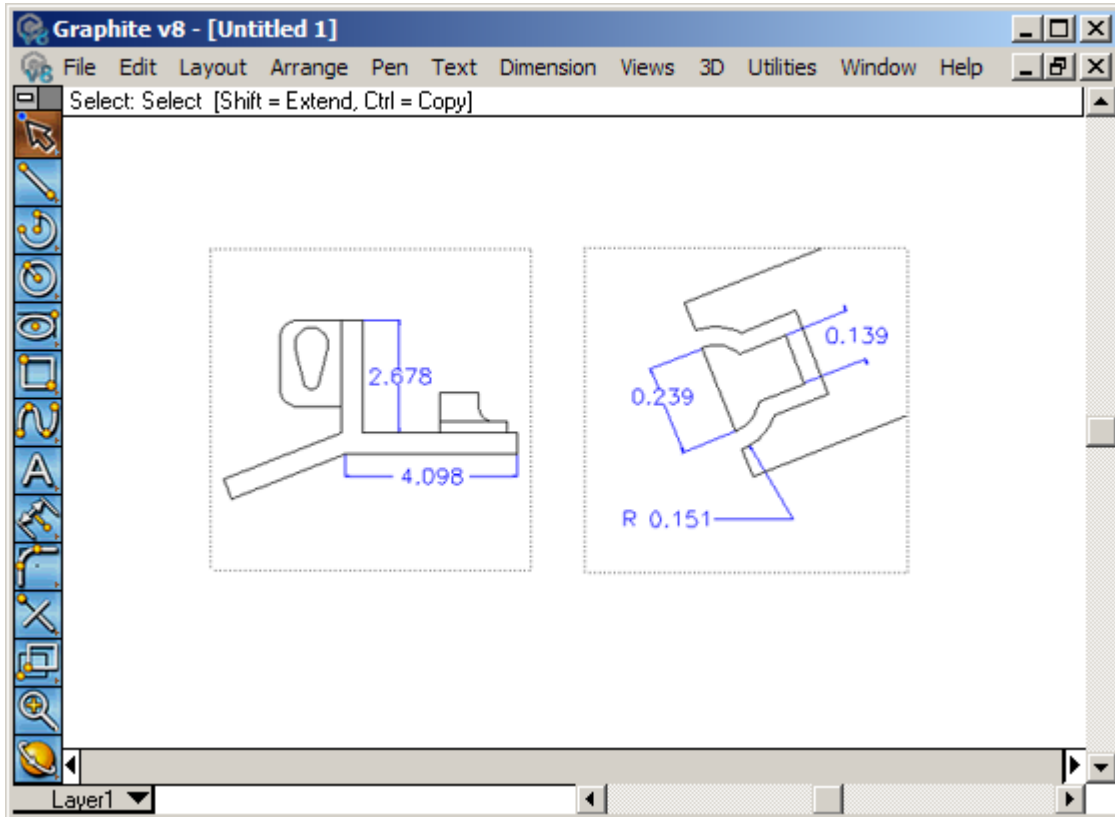 Graphite v8 - [Untitled 1]
File Edit Layout Arrange Pen Text Dimension Views 3D Utilities Window Help
Select: Select [Shift = Extend, Ctrl = Copy]
2.678
4.098
0.139
0.239
R 0.151
Layer1